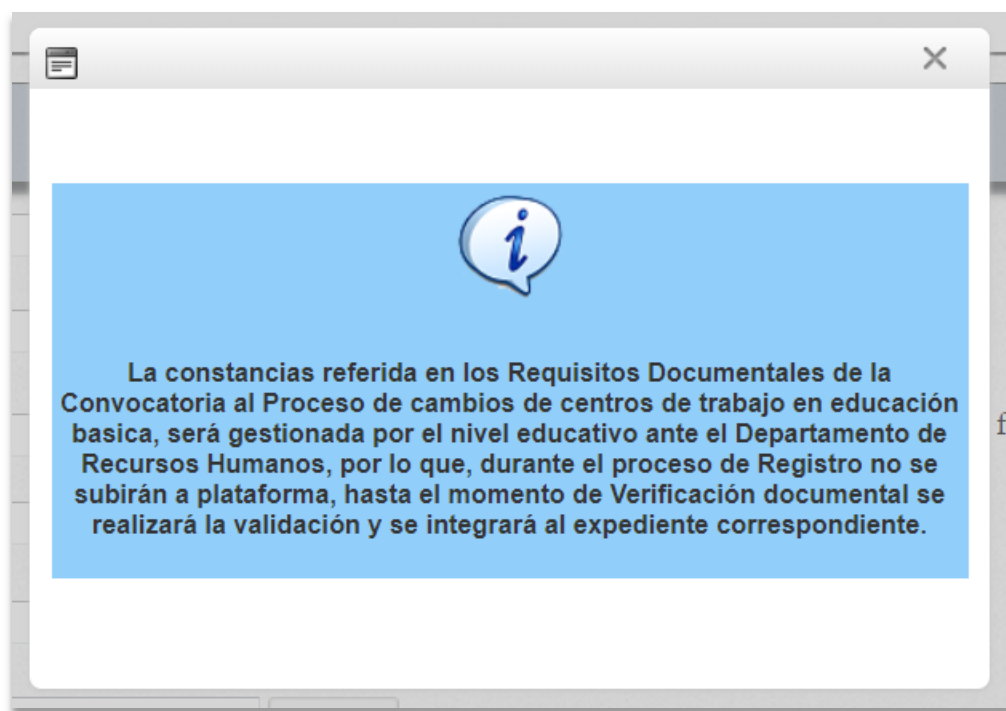 La constancias referida en los Requisitos Documentales de la
Convocatoria al Proceso de cambios de centros de trabajo en educación
basica, será gestionada por el nivel educativo ante el Departamento de
Recursos Humanos, por lo que, durante el proceso de Registro no se
subirán a plataforma, hasta el momento de Verificación documental se
realizará la validación y se integrará al expediente correspondiente.
f